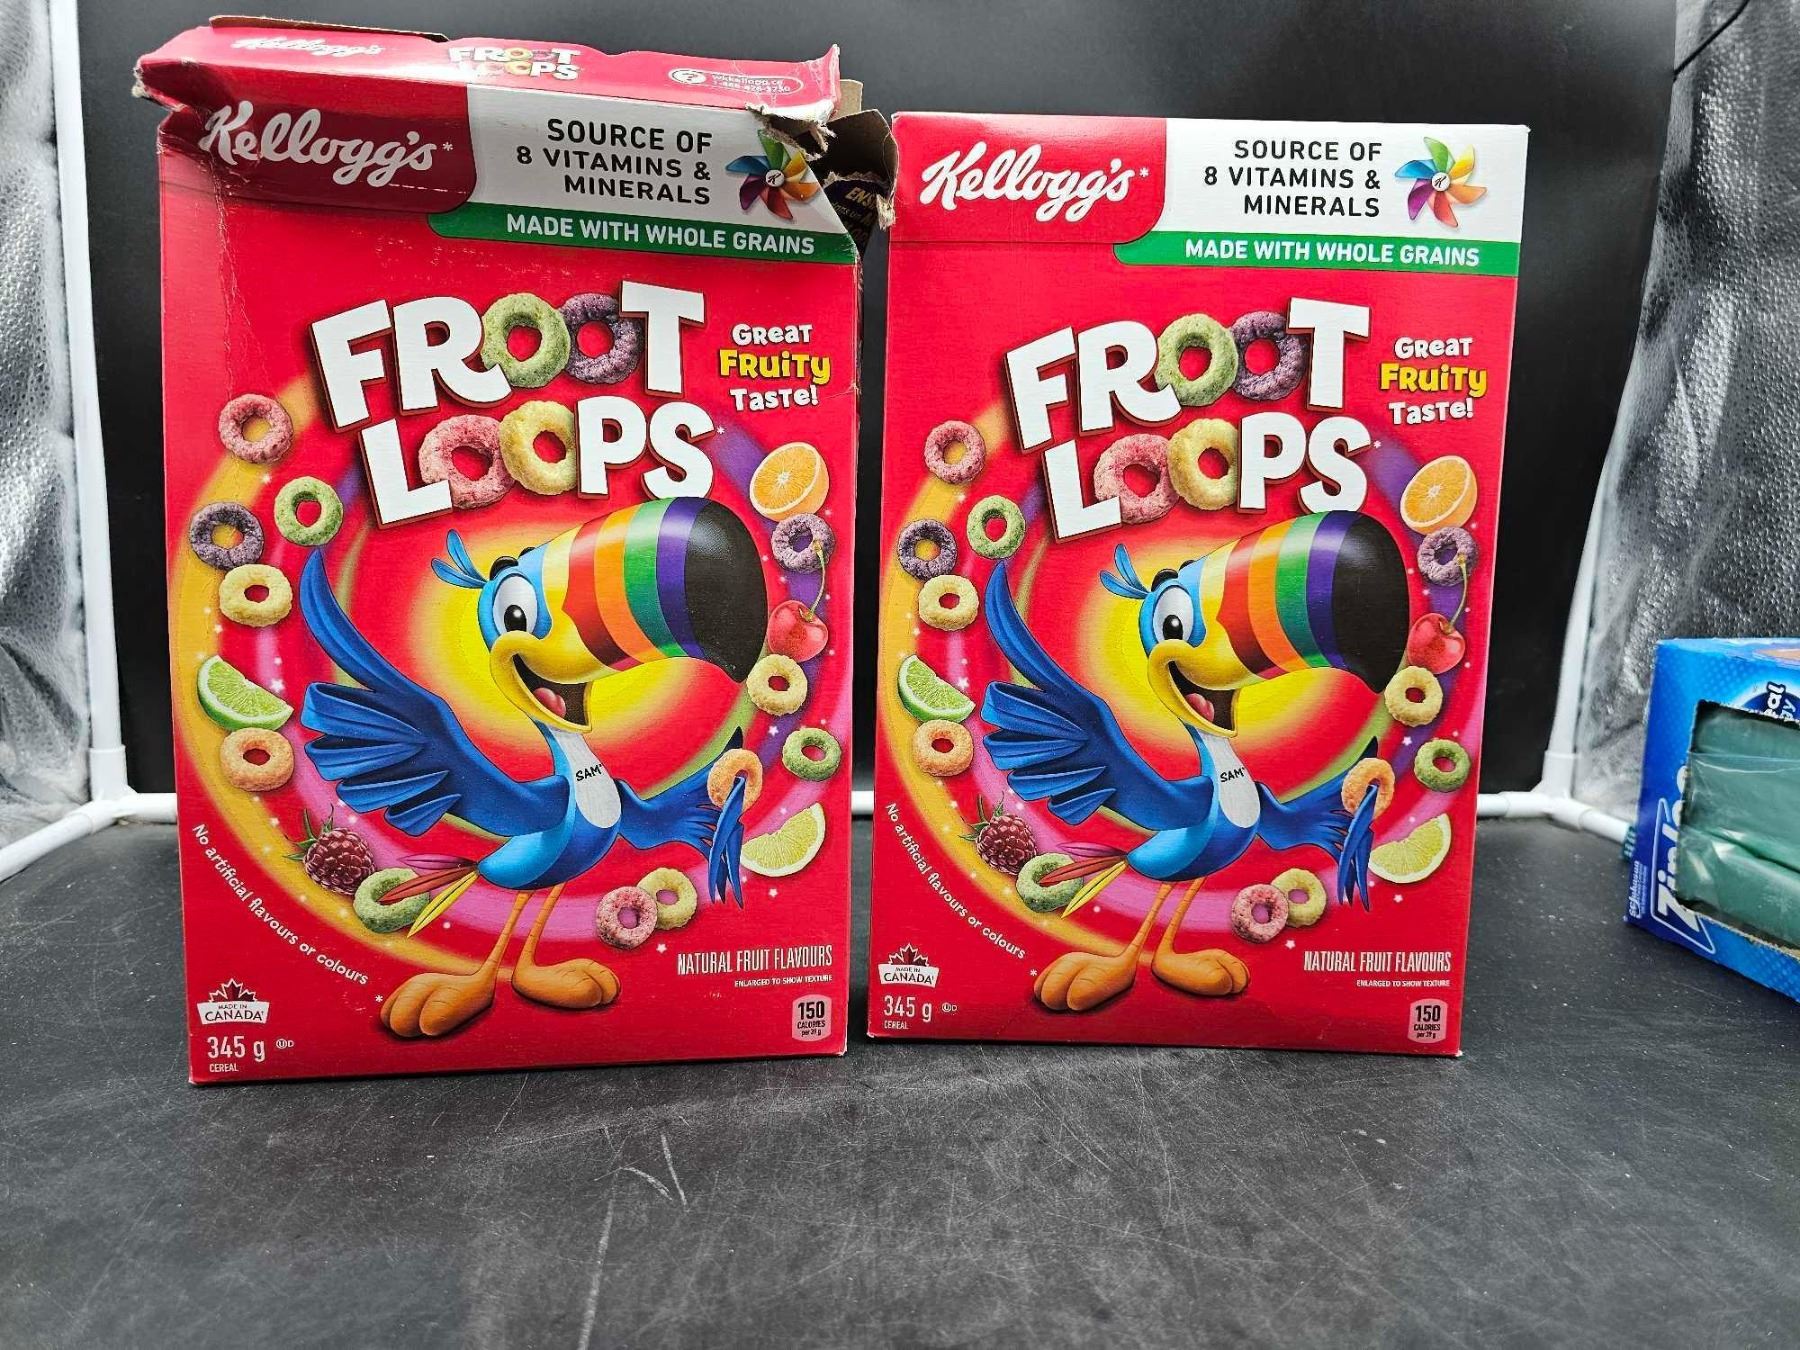 Kellogg's
FROOT
LOOPS
Kellogg's*
SOURCE OF
8 VITAMINS &
MINERALS
MADE WITH WHOLE GRAINS
FROOT
LOOPS*
GReaT
FRuiTy
TaSTe!
SAM
No artificial flavours or colours
*
NATURAL FRUIT FLAVOURS
ENLARGED TO SHOW TEXTURE
MADE IN
CANADA
345 g
CEREAL
150
CALORIES
Kellogg's*
SOURCE OF
8 VITAMINS &
MINERALS
MADE WITH WHOLE GRAINS
FROOT
LOOPS*
GReaT
FRuiTy
TaSTe!
SAM
No artificial flavours or colours
*
NATURAL FRUIT FLAVOURS
ENLARGED TO SHOW TEXTURE
MADE IN
CANADA
345 g
CEREAL
150
CALORIES